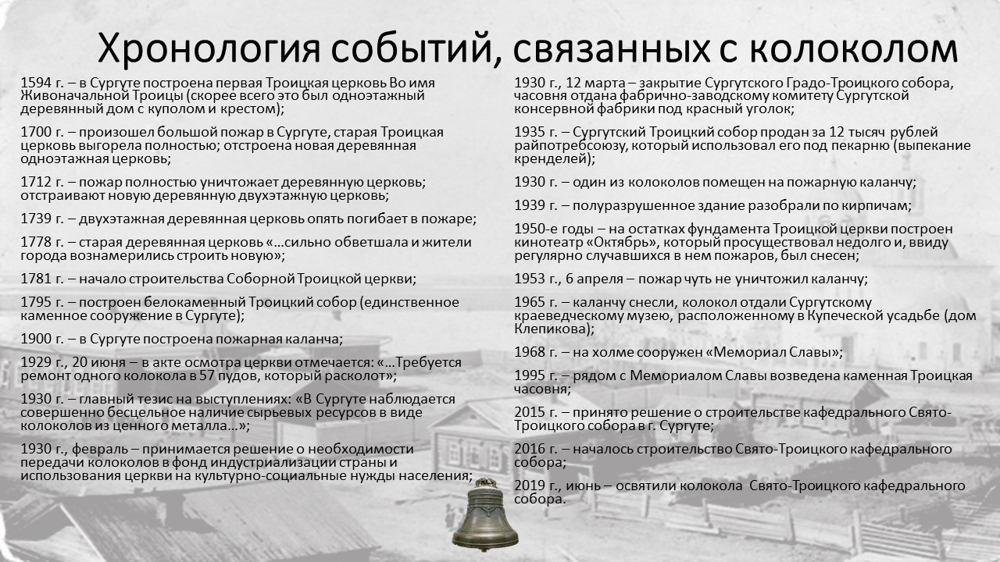 Хронология событий, связанных с колоколом
1594 г. – в Сургуте построена первая Троицкая церковь Во имя
Живоначальной Троицы (скорее всего это был одноэтажный
деревянный дом с куполом и крестом);
1700 г. – произошел большой пожар в Сургуте, старая Троицкая
церковь выгорела полностью; отстроена новая деревянная
одноэтажная церковь;
1712 г. – пожар полностью уничтожает деревянную церковь;
отстраивают новую деревянную двухэтажную церковь;
1739 г. – двухэтажная деревянная церковь опять погибает в пожаре;
1778 г. – старая деревянная церковь «...сильно обветшала и жители
города вознамерились строить новую»;
1781 г. – начало строительства Соборной Троицкой церкви;
1795 г. – построен белокаменный Троицкий собор (единственное
каменное сооружение в Сургуте);
1900 г. – в Сургуте построена пожарная каланча;
1929 г., 20 июня – в акте осмотра церкви отмечается: «...Требуется
ремонт одного колокола в 57 пудов, который расколот»;
1930 г. – главный тезис на выступлениях: «В Сургуте наблюдается
совершенно бесцельное наличие сырьевых ресурсов в виде
колоколов из ценного металла...»;
1930 г., февраль – принимается решение о необходимости
передачи колоколов в фонд индустриализации страны и
использования церкви на культурно-социальные нужды населения;
1930 г., 12 марта – закрытие Сургутского Градо-Троицкого собора,
часовня отдана фабрично-заводскому комитету Сургутской
консервной фабрики под красный уголок;
1935 г. – Сургутский Троицкий собор продан за 12 тысяч рублей
райпотребсоюзу, который использовал его под пекарню (выпекание
кренделей);
1930 г. – один из колоколов помещен на пожарную каланчу;
1939 г. – полуразрушенное здание разобрали по кирпичам;
1950-е годы – на остатках фундамента Троицкой церкви построен
кинотеатр «Октябрь», который просуществовал недолго и, ввиду
регулярно случавшихся в нем пожаров, был снесен;
1953 г., 6 апреля – пожар чуть не уничтожил каланчу;
1965 г. – каланчу снесли, колокол отдали Сургутскому
краеведческому музею, расположенному в Купеческой усадьбе (дом
Клепикова);
1968 г. – на холме сооружен «Мемориал Славы»;
1995 г. – рядом с Мемориалом Славы возведена каменная Троицкая
часовня;
2015 г. – принято решение о строительстве кафедрального Свято-
Троицкого собора в г. Сургуте;
2016 г. – началось строительство Свято-Троицкого кафедрального
собора;
2019 г., июнь – освятили колокола Свято-Троицкого кафедрального
собора.